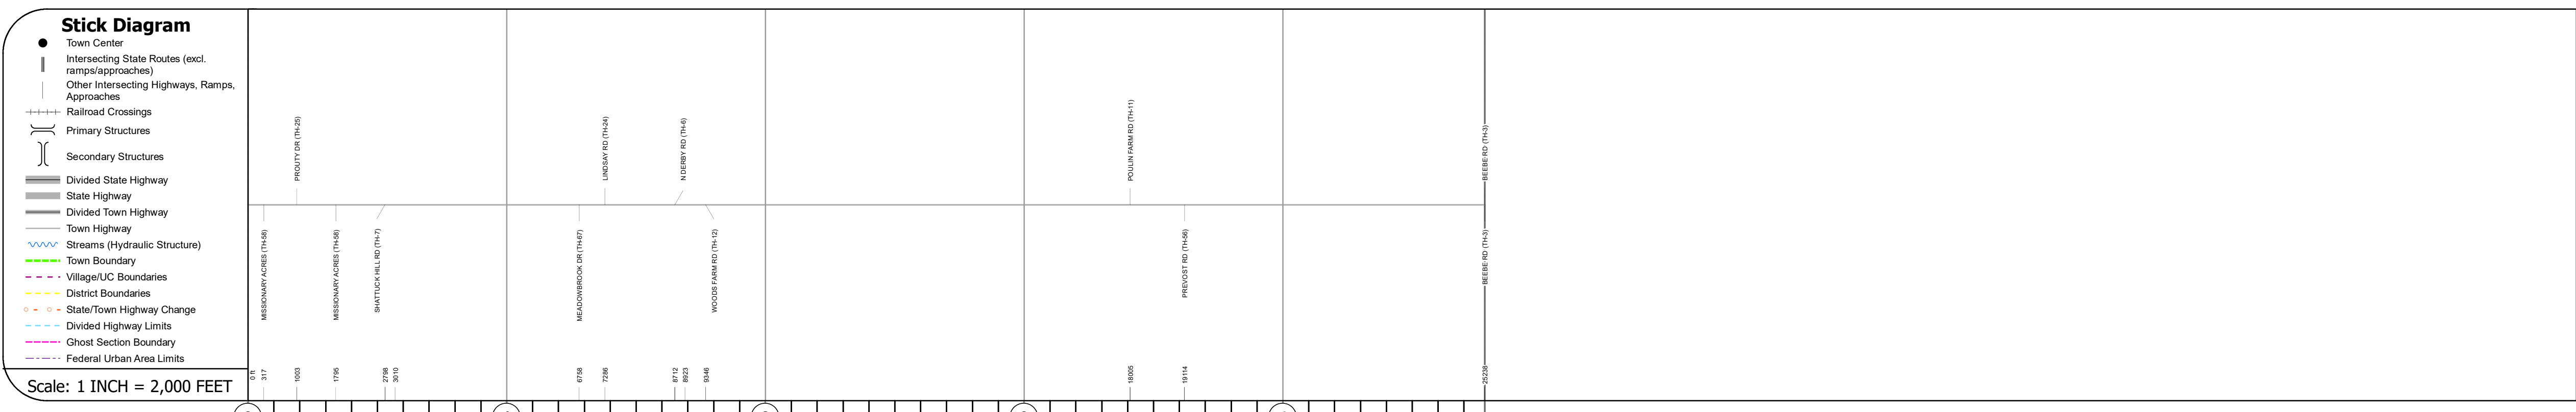 Stick Diagram
Town Center
Intersecting State Routes (excl.
ramps/approaches)
Other Intersecting Highways, Ramps,
Approaches
Railroad Crossings
Primary Structures
Secondary Structures
Divided State Highway
State Highway
Divided Town Highway
Town Highway
Streams (Hydraulic Structure)
Town Boundary
Village/UC Boundaries
District Boundaries
State/Town Highway Change
Divided Highway Limits
Ghost Section Boundary
Federal Urban Area Limits
Scale: 1 INCH = 2,000 FEET
PROUTY DR (TH-25)
LINDSAY RD (TH-24)
N DERBY RD (TH-6)
POULIN FARM RD (TH-11)
BEEBE RD (TH-3)
MISSIONARY ACRES (TH-58)
MISSIONARY ACRES (TH-58)
SHATTUCK HILL RD (TH-7)
MEADOWBROOK DR (TH-67)
WOODS FARM RD (TH-12)
PREVOST RD (TH-56)
BEEBE RD (TH-3)
0 ft
317
1003
1795
2798
3010
6758
7286
8712
8923
9346
18005
19114
25238